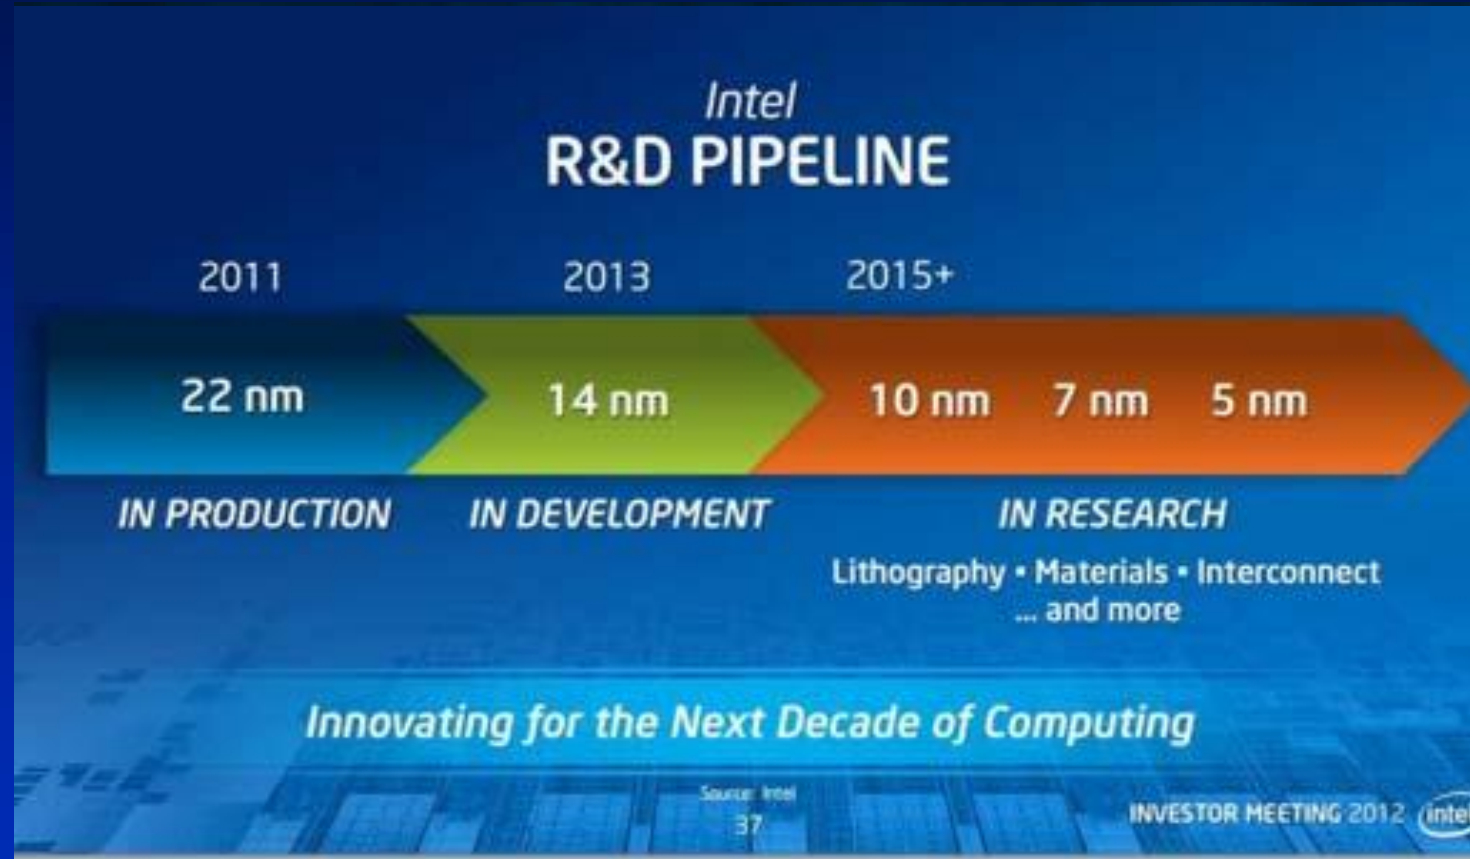 Intel
R&D PIPELINE
2011 2013 2015+
22 nm 14 nm 10 nm 7 nm 5 nm
IN PRODUCTION IN DEVELOPMENT IN RESEARCH
Lithography ▪ Materials ▪ Interconnect
... and more
Innovating for the Next Decade of Computing
Source: Intel
37
INVESTOR MEETING 2012 intel